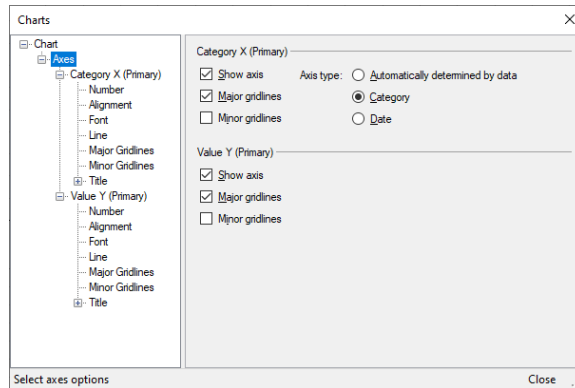 Charts
Chart
Axes
Category X (Primary)
Number
Alignment
Font
Line
Major Gridlines
Minor Gridlines
Title
Value Y (Primary)
Number
Alignment
Font
Line
Major Gridlines
Minor Gridlines
Title
Category X (Primary)
Show axis Axis type: Automatically determined by data
Major gridlines Category
Minor gridlines Date
Value Y (Primary)
Show axis
Major gridlines
Minor gridlines
Select axes options Close